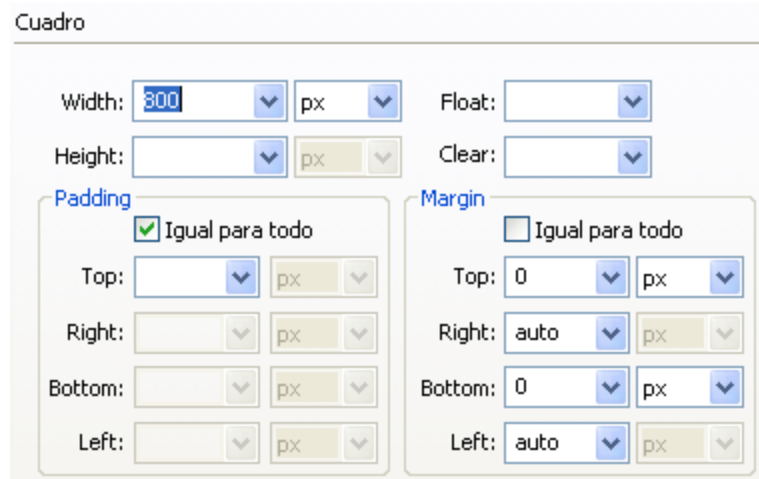 Cuadro
Width: 800 px Float:
Height: px Clear:
Padding Margin
Igual para todo Igual para todo
Top: px Top: 0 px
Right: px Right: auto px
Bottom: px Bottom: 0 px
Left: px Left: auto px